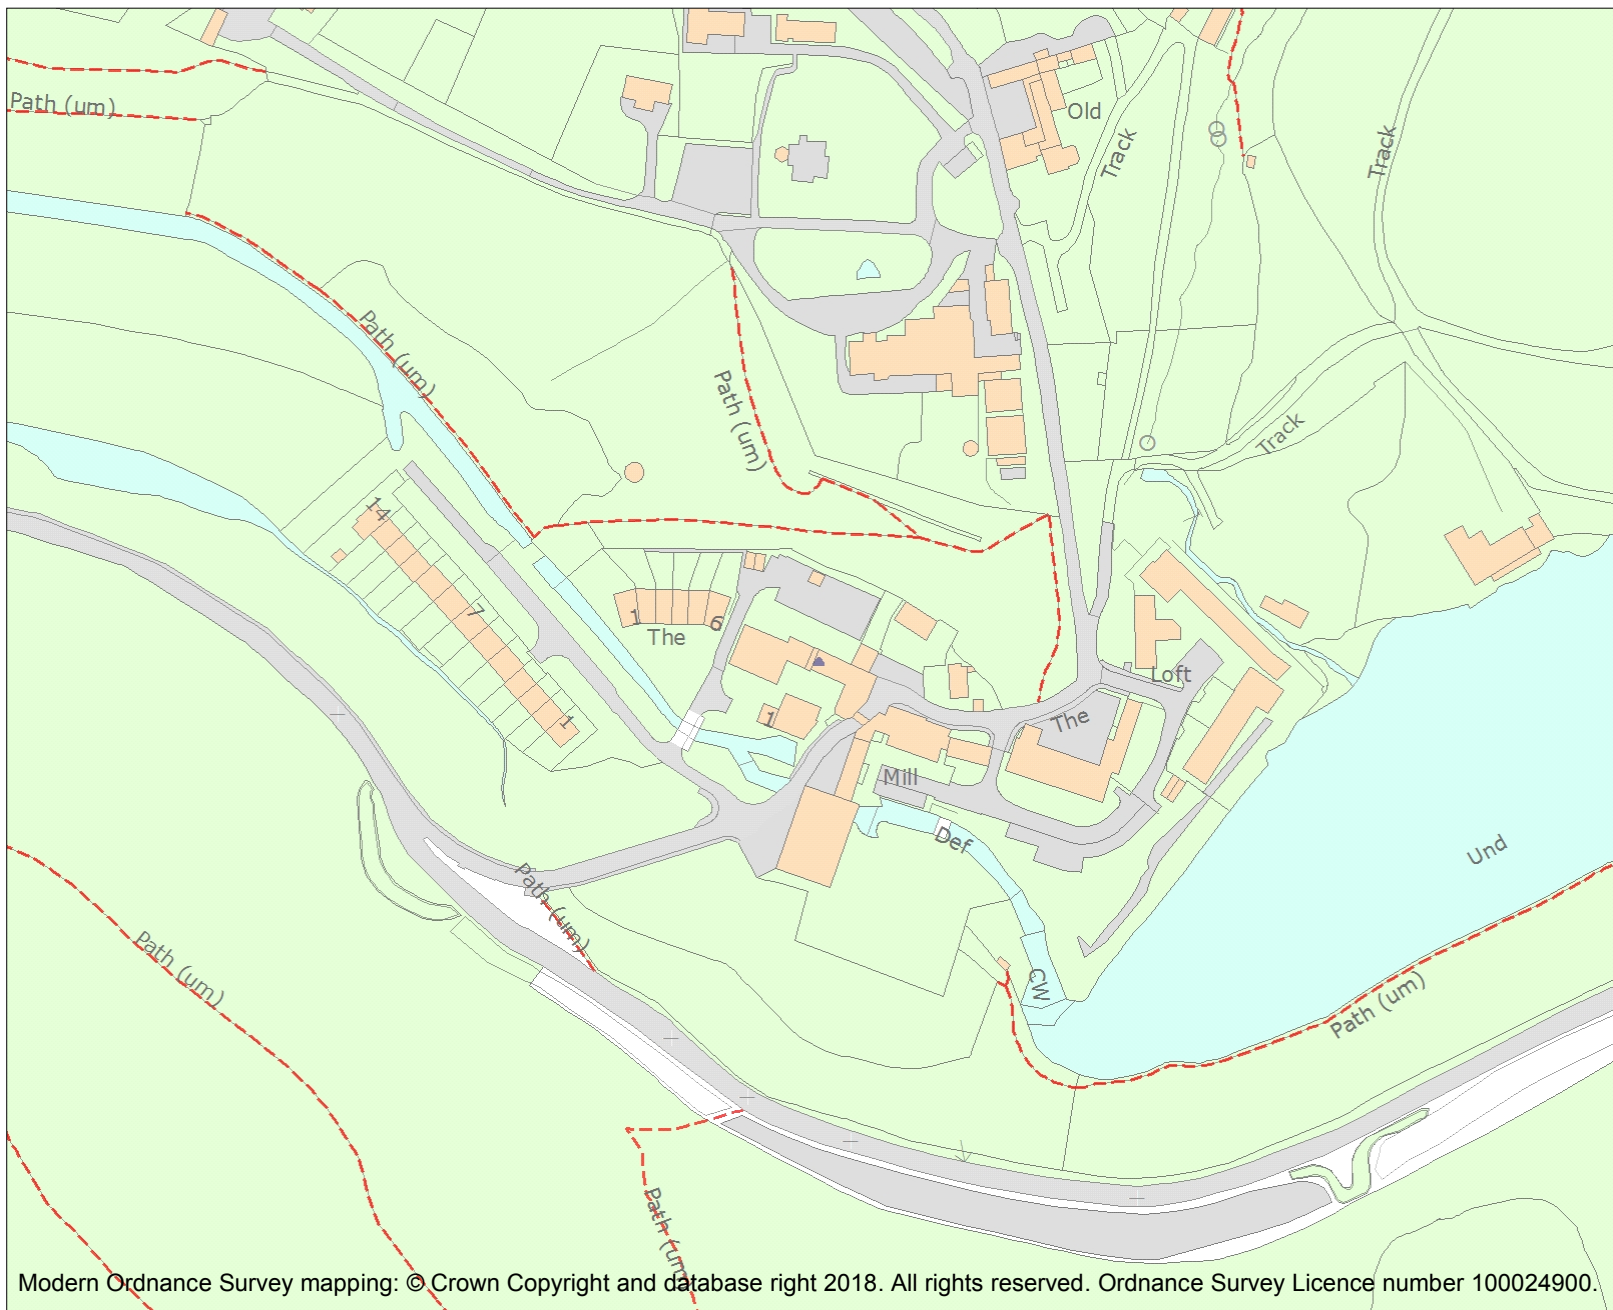 Path (um)
Old
Track
Track
Path (um)
Path (um)
Track
14
7
1
1
6
The
1
Loft
The
Mill
Def
Und
Path (um)
Path (um)
CW
Path (um)
Path (um)
Modern Ordnance Survey mapping: © Crown Copyright and database right 2018. All rights reserved. Ordnance Survey Licence number 100024900.